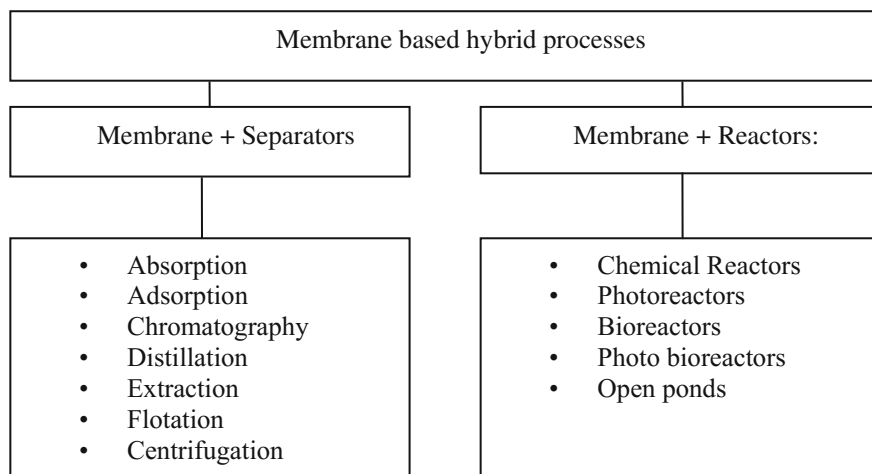 Membrane based hybrid processes
Membrane + Separators
Membrane + Reactors:
• Absorption
• Adsorption
• Chromatography
• Distillation
• Extraction
• Flotation
• Centrifugation
• Chemical Reactors
• Photoreactors
• Bioreactors
• Photo bioreactors
• Open ponds